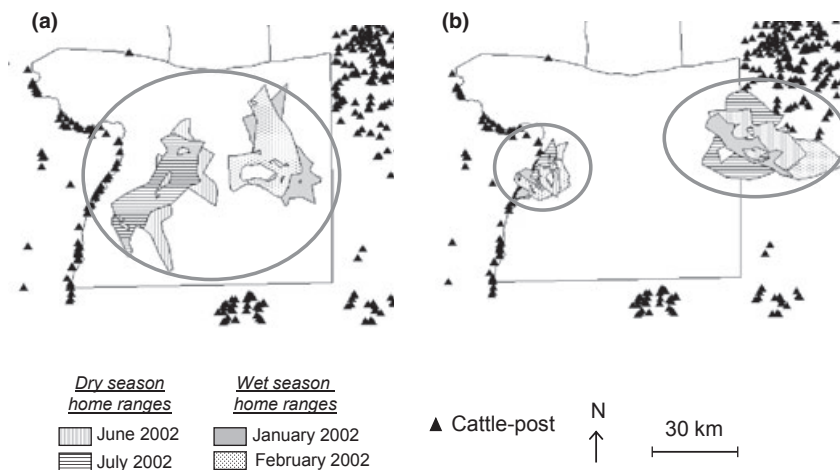 (a)
(b)
Dry season
home ranges
June 2002
July 2002
Wet season
home ranges
January 2002
February 2002
Cattle-post
N
30 km